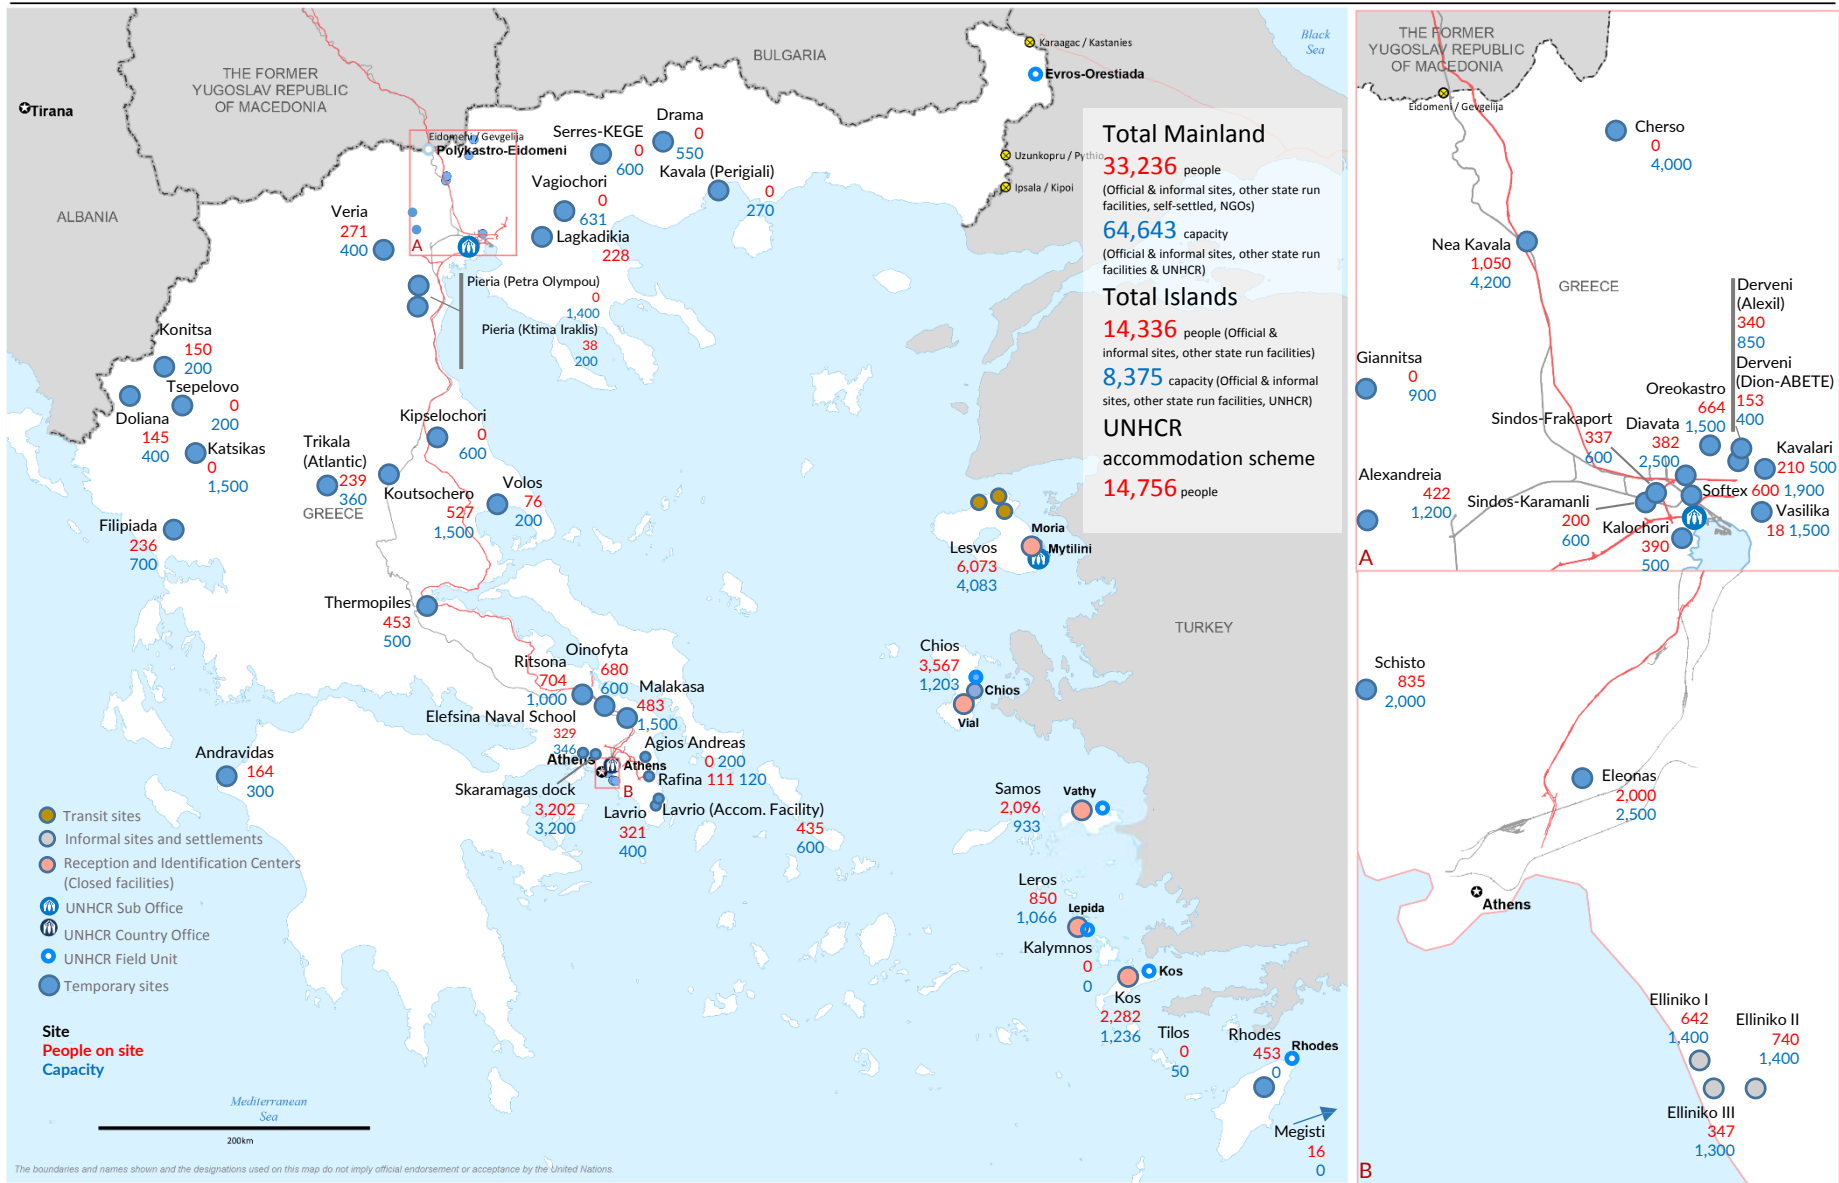 BULGARIA
Black
Sea
Karaagac / Kastanies
Evros-Orestiada
THE FORMER
YUGOSLAV REPUBLIC
OF MACEDONIA
Tirana
ALBANIA
Eidomeni / Gevgelija
Polykastro-Eidomeni
Serres-KEGE
0
600
Drama
0
550
Uzunkopru / Pythio
Ipsala / Kipoi
Kavala (Perigiali)
0
270
Vagiochori
0
631
Lagkadikia
228
Veria
271
400
A
Pieria (Petra Olympou)
0
1,400
Pieria (Ktima Iraklis)
38
200
Konitsa
150
200
Tsepelovo
0
200
Doliana
145
400
Katsikas
0
1,500
Kipselochori
0
600
Trikala
(Atlantic)
239
360
GREECE
Koutsochero
527
1,500
Volos
76
200
Filipiada
236
700
Thermopiles
453
500
Oinofyta
680
600
Ritsona
704
1,000
Malakasa
483
1,500
Elefsina Naval School
329
346
Agios Andreas
0 200
Athens
Athens
Rafina 111 120
B
Skaramagas dock
3,202
3,200
Lavrio
321
400
Lavrio (Accom. Facility)
435
600
Andravidas
164
300
Total Mainland
33,236 people
(Official & informal sites, other state run
facilities, self-settled, NGOs)
64,643 capacity
(Official & informal sites, other state run
facilities & UNHCR)
Total Islands
14,336 people (Official &
informal sites, other state run facilities)
8,375 capacity (Official & informal
sites, other state run facilities, UNHCR)
UNHCR
accommodation scheme
14,756 people
Moria
Mytilini
Lesvos
6,073
4,083
TURKEY
Chios
3,567
1,203
Chios
Vial
Samos
2,096
933
Vathy
Leros
850
1,066
Lepida
Kalymnos
0
0
Kos
Kos
2,282
1,236
Tilos
0
50
Rhodes
453
0
Rhodes
Megisti
16
0
Transit sites
Informal sites and settlements
Reception and Identification Centers
(Closed facilities)
UNHCR Sub Office
UNHCR Country Office
UNHCR Field Unit
Temporary sites
Site
People on site
Capacity
Mediterranean
Sea
200km
The boundaries and names shown and the designations used on this map do not imply official endorsement or acceptance by the United Nations.
THE FORMER
YUGOSLAV REPUBLIC
OF MACEDONIA
Eidomeni / Gevgelija
Cherso
0
4,000
Nea Kavala
1,050
4,200
GREECE
Derveni
(Alexil)
340
850
Derveni
(Dion-ABETE)
153
400
Giannitsa
0
900
Oreokastro
664
1,500
Sindos-Frakaport
337
600
Diavata
382
2,500
Kavalari
210 500
Alexandreia
422
1,200
Softex 600 1,900
Sindos-Karamanli
200
600
Vasilika
18 1,500
Kalochori
390
500
A
Schisto
835
2,000
Eleonas
2,000
2,500
Athens
Elliniko I
642
1,400
Elliniko II
740
1,400
Elliniko III
347
1,300
B